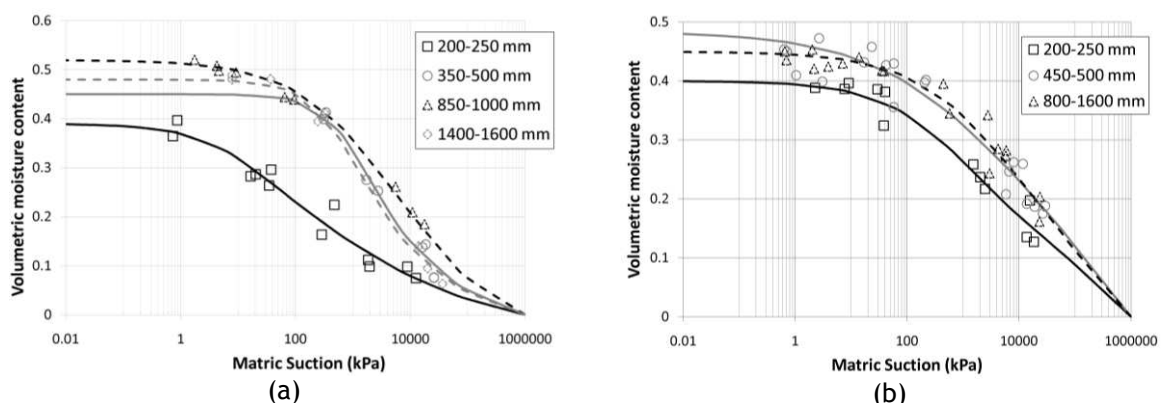 0.6
0.5
0.4
0.3
0.2
0.1
0
Volumetric moisture content
0.01
1
100
10000
1000000
Matric Suction (kPa)
200-250 mm
350-500 mm
850-1000 mm
1400-1600 mm
(a)
0.5
0.4
0.3
0.2
0.1
0
Volumetric moisture content
0.01
1
100
10000
1000000
Matric Suction (kPa)
200-250 mm
450-500 mm
800-1600 mm
(b)